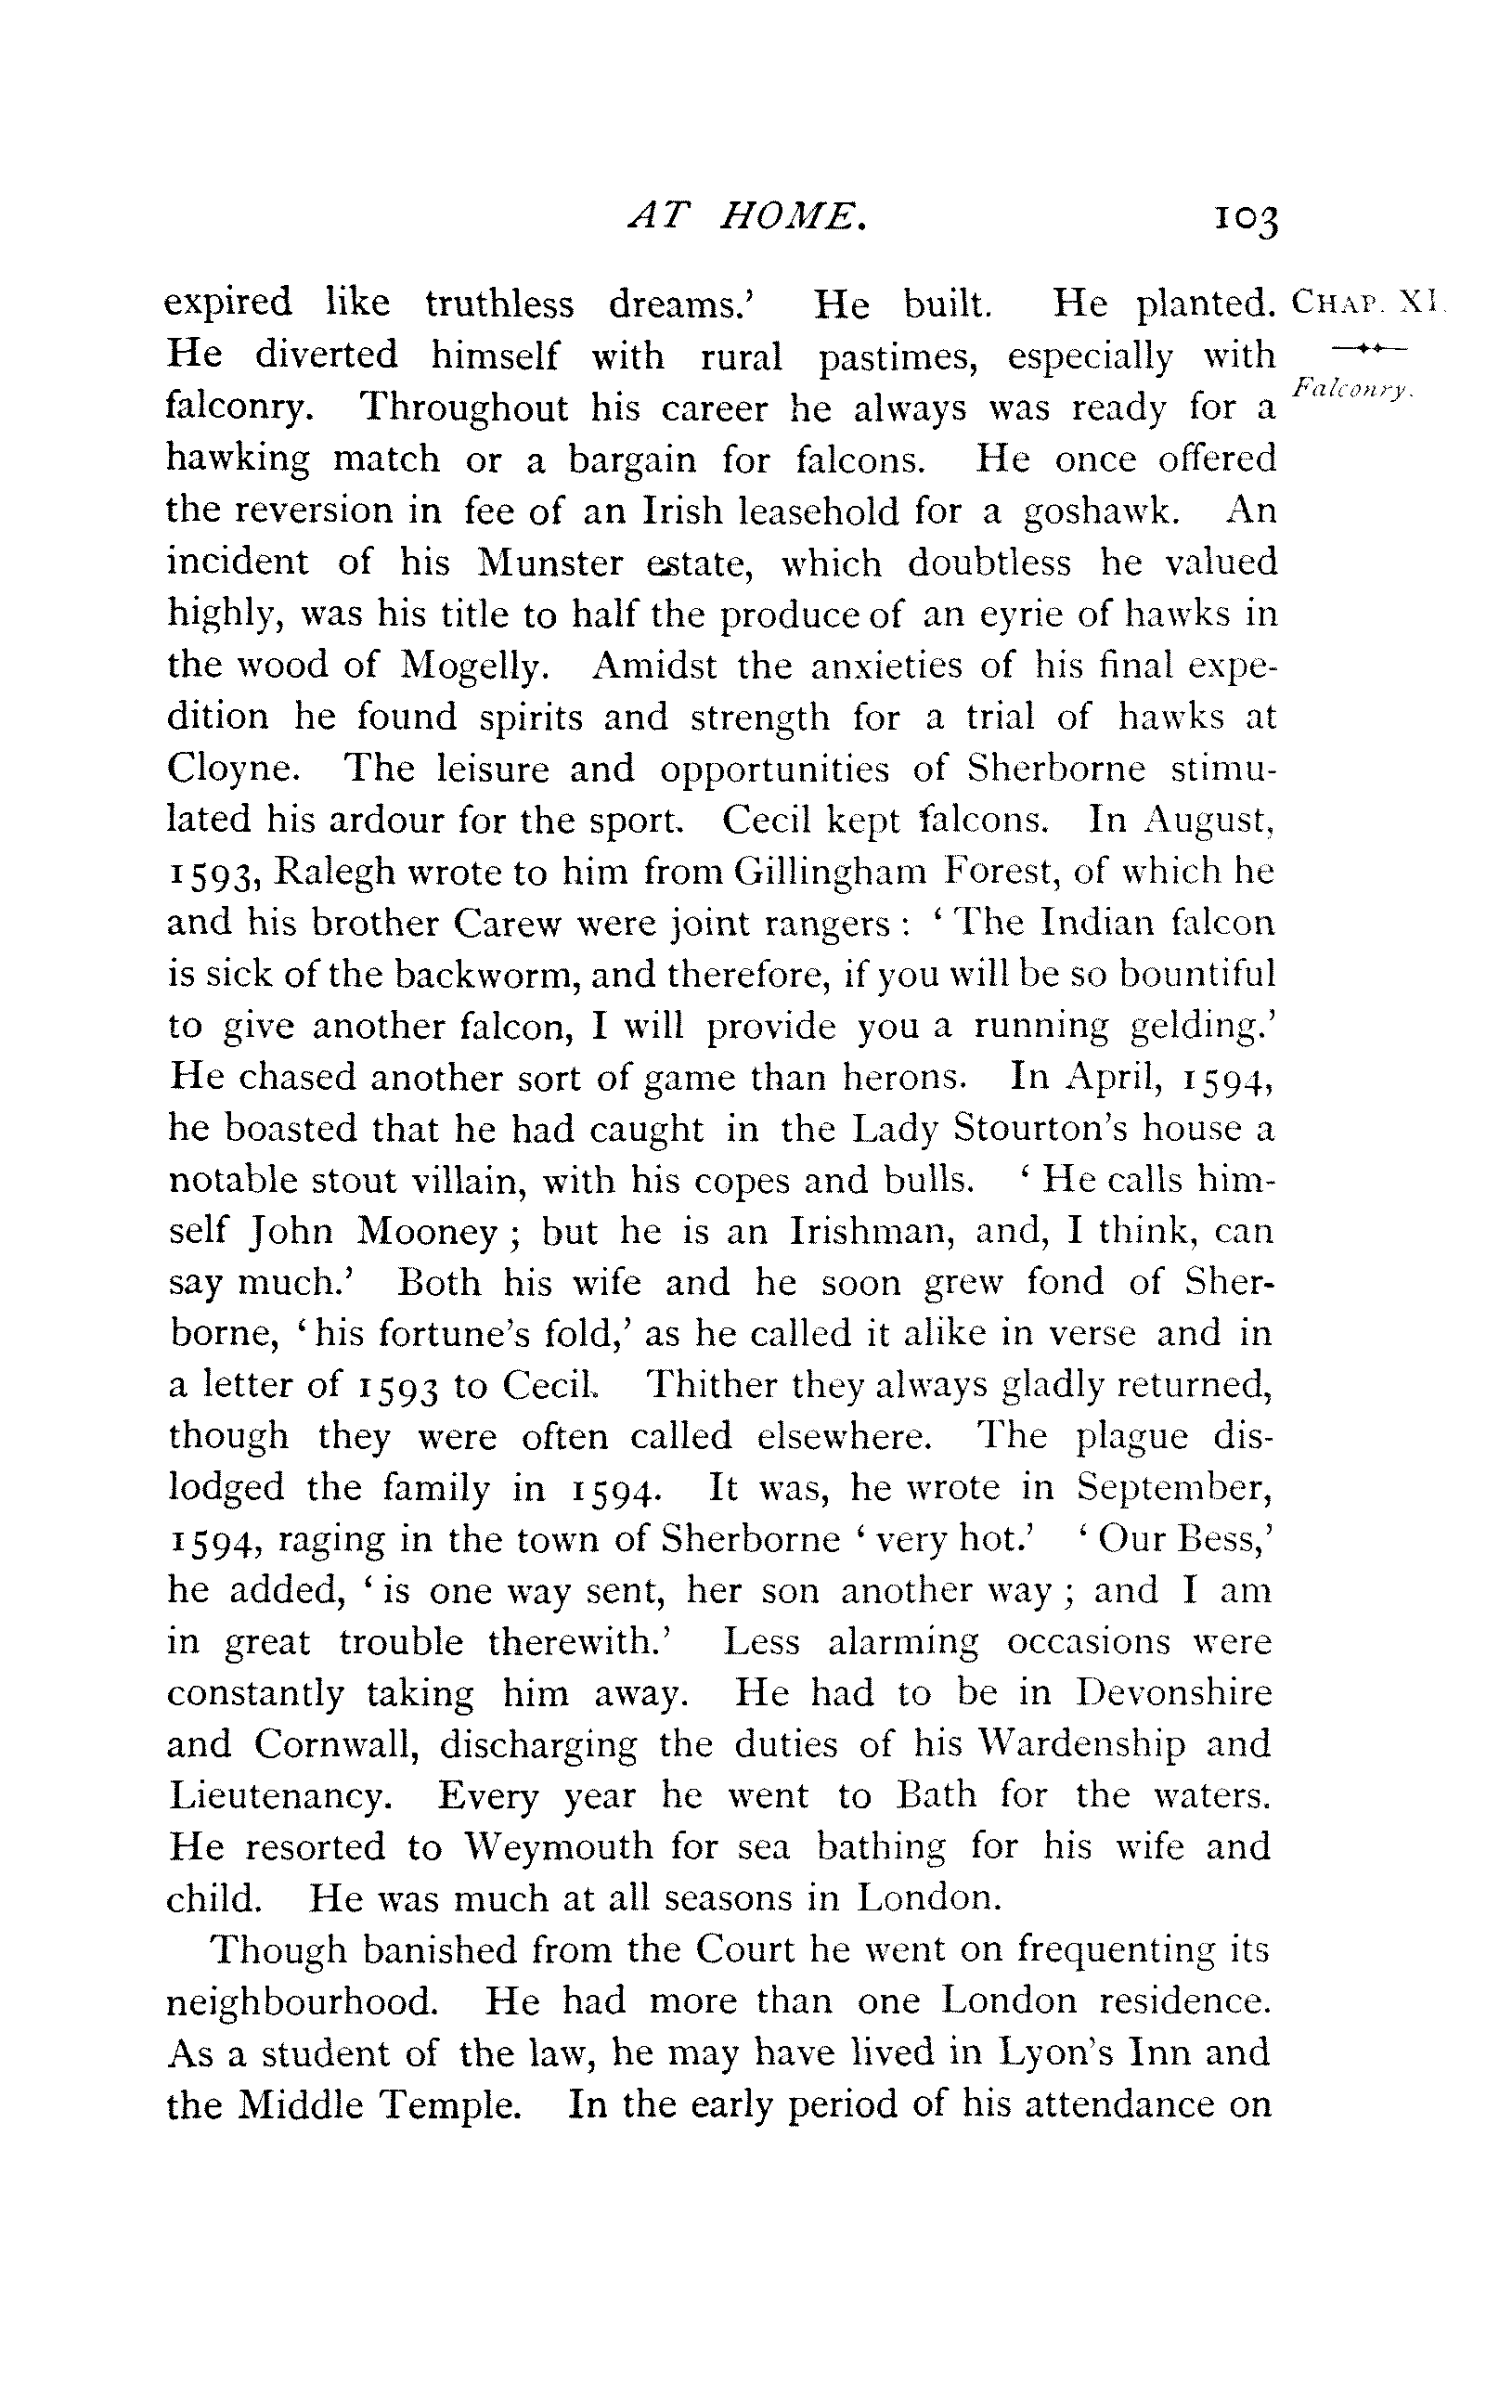 AT HOME. 103
expired like truthless dreams.’ He built. He planted. CHAP. XI.
He diverted himself with rural pastimes, especially with
falconry. Throughout his career he always was ready for a Falconry.
hawking match or a bargain for falcons. He once offered
the reversion in fee of an Irish leasehold for a goshawk. An
incident of his Munster estate, which doubtless he valued
highly, was his title to half the produce of an eyrie of hawks in
the wood of Mogelly. Amidst the anxieties of his final expe-
dition he found spirits and strength for a trial of hawks at
Cloyne. The leisure and opportunities of Sherborne stimu-
lated his ardour for the sport. Cecil kept falcons. In August,
1593, Ralegh wrote to him from Gillingham Forest, of which he
and his brother Carew were joint rangers : ‘ The Indian falcon
is sick of the backworm, and therefore, if you will be so bountiful
to give another falcon, I will provide you a running gelding.’
He chased another sort of game than herons. In April, 1594,
he boasted that he had caught in the Lady Stourton’s house a
notable stout villain, with his copes and bulls. ‘ He calls him-
self John Mooney ; but he is an Irishman, and, I think, can
say much.’ Both his wife and he soon grew fond of Sher-
borne, ‘ his fortune’s fold,’ as he called it alike in verse and in
a letter of 1593 to Cecil. Thither they always gladly returned,
though they were often called elsewhere. The plague dis-
lodged the family in 1594. It was, he wrote in September,
1594, raging in the town of Sherborne ‘ very hot.’ ‘ Our Bess,’
he added, ‘ is one way sent, her son another way ; and I am
in great trouble therewith.’ Less alarming occasions were
constantly taking him away. He had to be in Devonshire
and Cornwall, discharging the duties of his Wardenship and
Lieutenancy. Every year he went to Bath for the waters.
He resorted to Weymouth for sea bathing for his wife and
child. He was much at all seasons in London.
Though banished from the Court he went on frequenting its
neighbourhood. He had more than one London residence.
As a student of the law, he may have lived in Lyon’s Inn and
the Middle Temple. In the early period of his attendance on